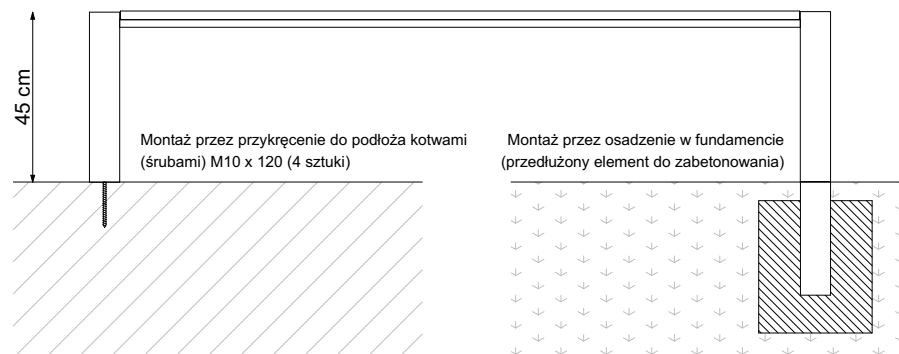 45 cm
Montaż przez przykręcenie do podłoża kotwami
(śrubami) M10 x 120 (4 sztuki)
Montaż przez osadzenie w fundamencie
(przedłużony element do zabetonowania)